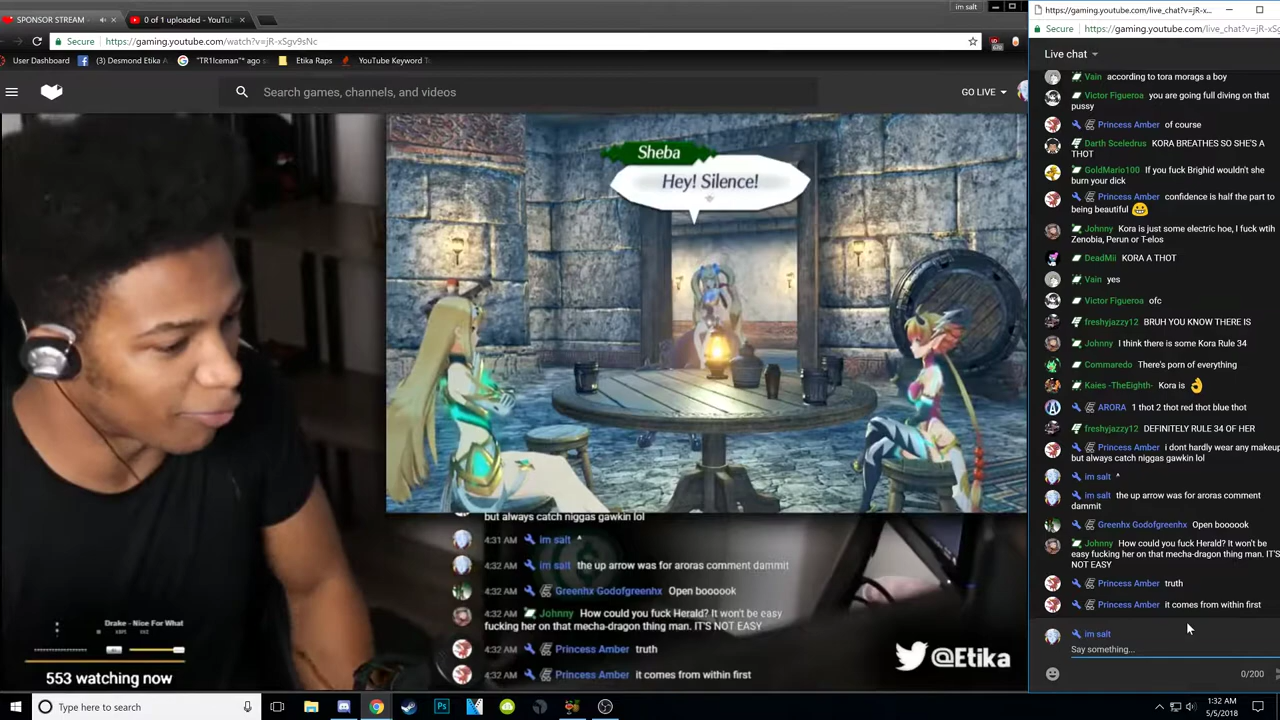 SPONSOR STREAM
0 of 1 uploaded - YouTu
im salt
Secure
https://gaming.youtube.com/watch?v=jR-xSgv9sNc
User Dashboard
(3) Desmond Etika A
"TR1Iceman"* ago s
Etika Raps
YouTube Keyword To
Search games, channels, and videos
GO LIVE
Sheba
Hey! Silence!
but always catch niggas gawkin lol
4:31 AM im salt ^
4:32 AM im salt the up arrow was for aroras comment dammit
4:32 AM Greenhx Godofgreenhx Open boooook
4:32 AM Johnny How could you fuck Herald? It won't be easy
fucking her on that mecha-dragon thing man. IT'S NOT EASY
4:32 AM Princess Amber truth
4:32 AM Princess Amber it comes from within first
Drake - Nice For What
553 watching now
@Etika
https://gaming.youtube.com/live_chat?v=jR-x...
Secure
https://gaming.youtube.com/live_chat?v=jR-xSg
Live chat
Vain according to tora morags a boy
Victor Figueroa you are going full diving on that
pussy
Princess Amber of course
Darth Sceledrus KORA BREATHES SO SHE'S A
THOT
GoldMario100 If you fuck Brighid wouldn't she
burn your dick
Princess Amber confidence is half the part to
being beautiful
Johnny Kora is just some electric hoe, I fuck wtih
Zenobia, Perun or T-elos
DeadMii KORA A THOT
Vain yes
Victor Figueroa ofc
freshyjazzy12 BRUH YOU KNOW THERE IS
Johnny I think there is some Kora Rule 34
Commaredo There's porn of everything
Kaies -TheEighth- Kora is 👌
ARORA 1 thot 2 thot red thot blue thot
freshyjazzy12 DEFINITELY RULE 34 OF HER
Princess Amber i dont hardly wear any makeup
but always catch niggas gawkin lol
im salt ^
im salt the up arrow was for aroras comment
dammit
Greenhx Godofgreenhx Open boooook
Johnny How could you fuck Herald? It won't be
easy fucking her on that mecha-dragon thing man. IT'S
NOT EASY
Princess Amber truth
Princess Amber it comes from within first
im salt
Say something...
0/200
Type here to search
1:32 AM
5/5/2018